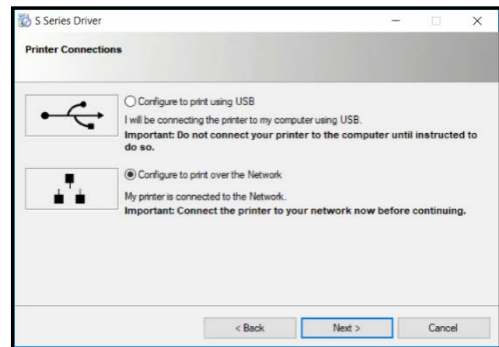 S Series Driver
Printer Connections
Configure to print using USB
I will be connecting the printer to my computer using USB.
Important: Do not connect your printer to the computer until instructed to
do so.
Configure to print over the Network
My printer is connected to the Network.
Important: Connect the printer to your network now before continuing.
< Back Next > Cancel